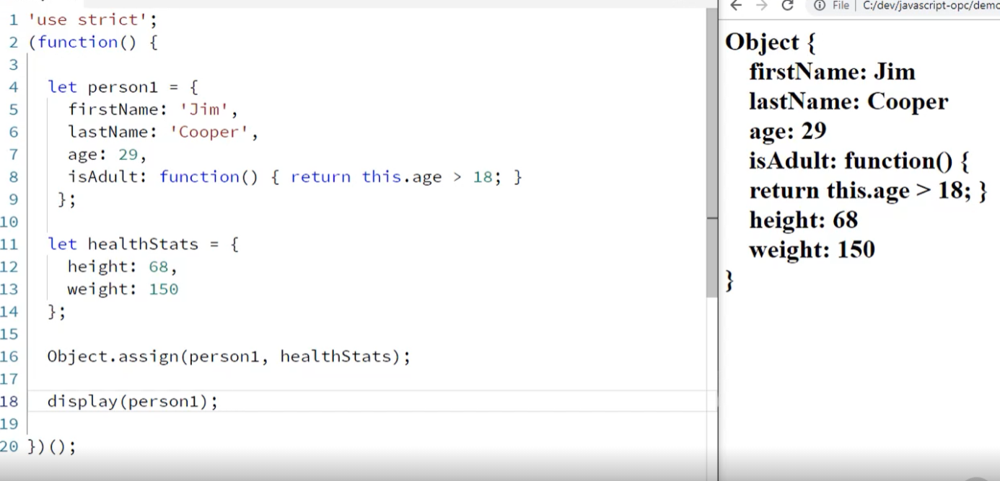 1 'use strict';
2 (function() {
3
4 let person1 = {
5 firstName: 'Jim',
6 lastName: 'Cooper',
7 age: 29,
8 isAdult: function() { return this.age > 18; }
9 };
10
11 let healthStats = {
12 height: 68,
13 weight: 150
14 };
15
16 Object.assign(person1, healthStats);
17
18 display(person1);
19
20 })();
File C:/dev/javascript-opc/demo
Object {
firstName: Jim
lastName: Cooper
age: 29
isAdult: function() {
return this.age > 18; }
height: 68
weight: 150
}